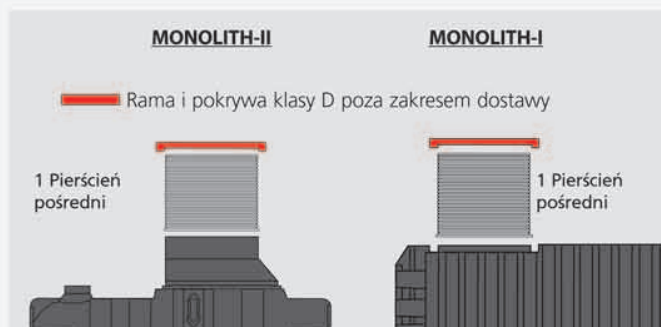 MONOLITH-II
MONOLITH-I
Rama i pokrywa klasy D poza zakresem dostawy
1 Pierścień
pośredni
1 Pierścień
pośredni